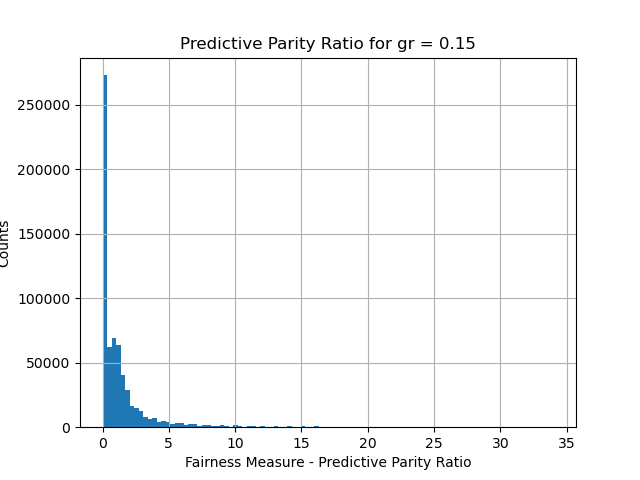 Predictive Parity Ratio for gr = 0.15
250000
200000
150000
100000
50000
0
Counts
0 5 10 15 20 25 30 35
Fairness Measure - Predictive Parity Ratio